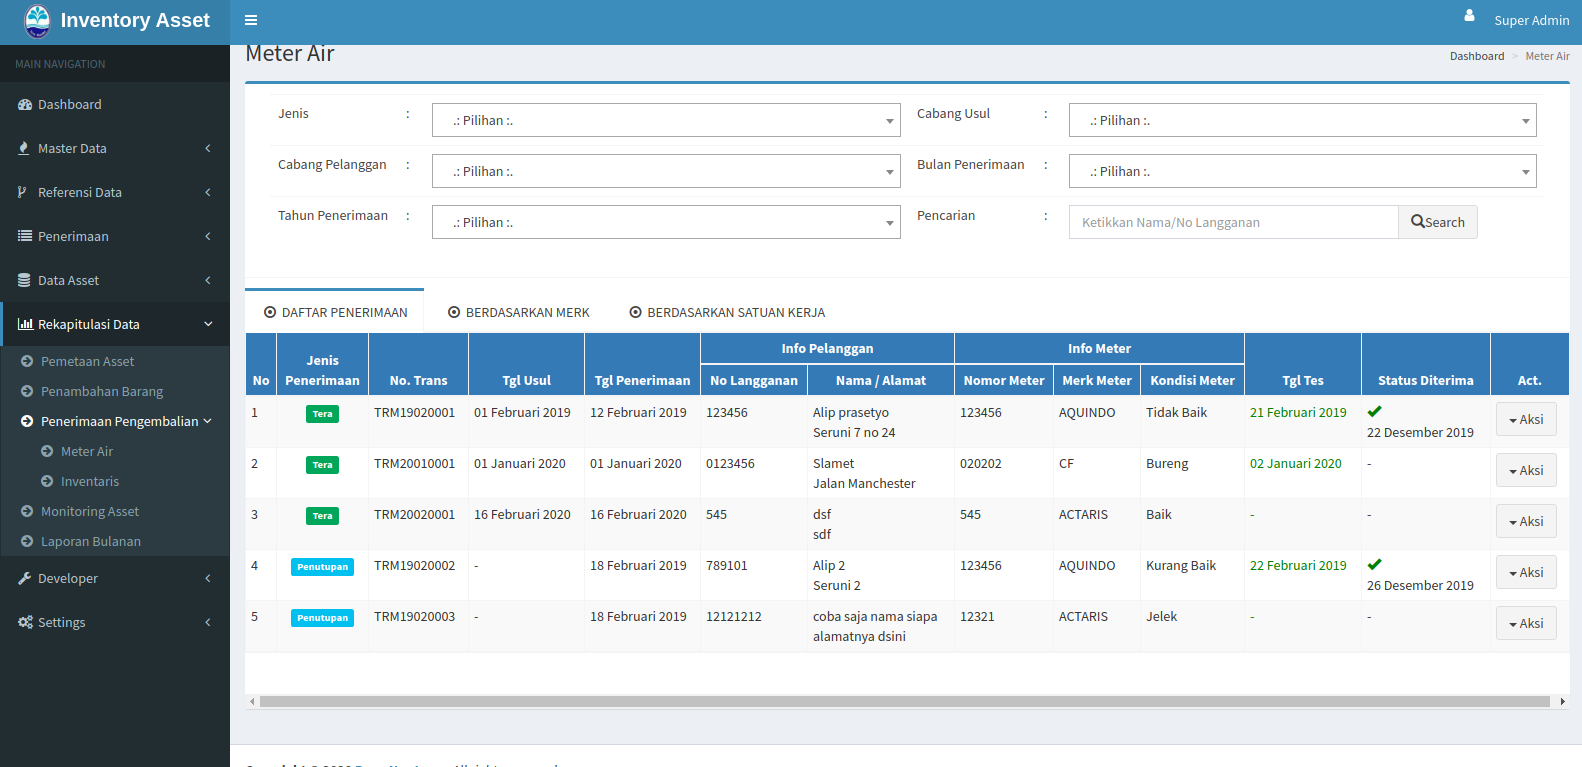 Inventory Asset
Super Admin
MAIN NAVIGATION
Dashboard
Master Data
Referensi Data
Penerimaan
Data Asset
Rekapitulasi Data
Pemetaan Asset
Penambahan Barang
Penerimaan Pengembalian
Meter Air
Inventaris
Monitoring Asset
Laporan Bulanan
Developer
Settings
Meter Air
Dashboard > Meter Air
Jenis : .: Pilihan :. Cabang Usul : .: Pilihan :.
Cabang Pelanggan : .: Pilihan :. Bulan Penerimaan : .: Pilihan :.
Tahun Penerimaan : .: Pilihan :. Pencarian : Ketikkan Nama/No Langganan Search
DAFTAR PENERIMAAN BERDASARKAN MERK BERDASARKAN SATUAN KERJA
Info Pelanggan Info Meter
No Jenis Penerimaan No. Trans Tgl Usul Tgl Penerimaan No Langganan Nama / Alamat Nomor Meter Merk Meter Kondisi Meter Tgl Tes Status Diterima Act.
1 Tera TRM19020001 01 Februari 2019 12 Februari 2019 123456 Alip prasetyo 123456 AQUINDO Tidak Baik 21 Februari 2019 Aksi
Seruni 7 no 24 22 Desember 2019
2 Tera TRM20010001 01 Januari 2020 01 Januari 2020 0123456 Slamet 020202 CF Bureng 02 Januari 2020 - Aksi
Jalan Manchester
3 Tera TRM20020001 16 Februari 2020 16 Februari 2020 545 dsf 545 ACTARIS Baik - - Aksi
sdf
4 Penutupan TRM19020002 - 18 Februari 2019 789101 Alip 2 123456 AQUINDO Kurang Baik 22 Februari 2019 Aksi
Seruni 2 26 Desember 2019
5 Penutupan TRM19020003 - 18 Februari 2019 12121212 coba saja nama siapa 12321 ACTARIS Jelek - - Aksi
alamatnya dsini